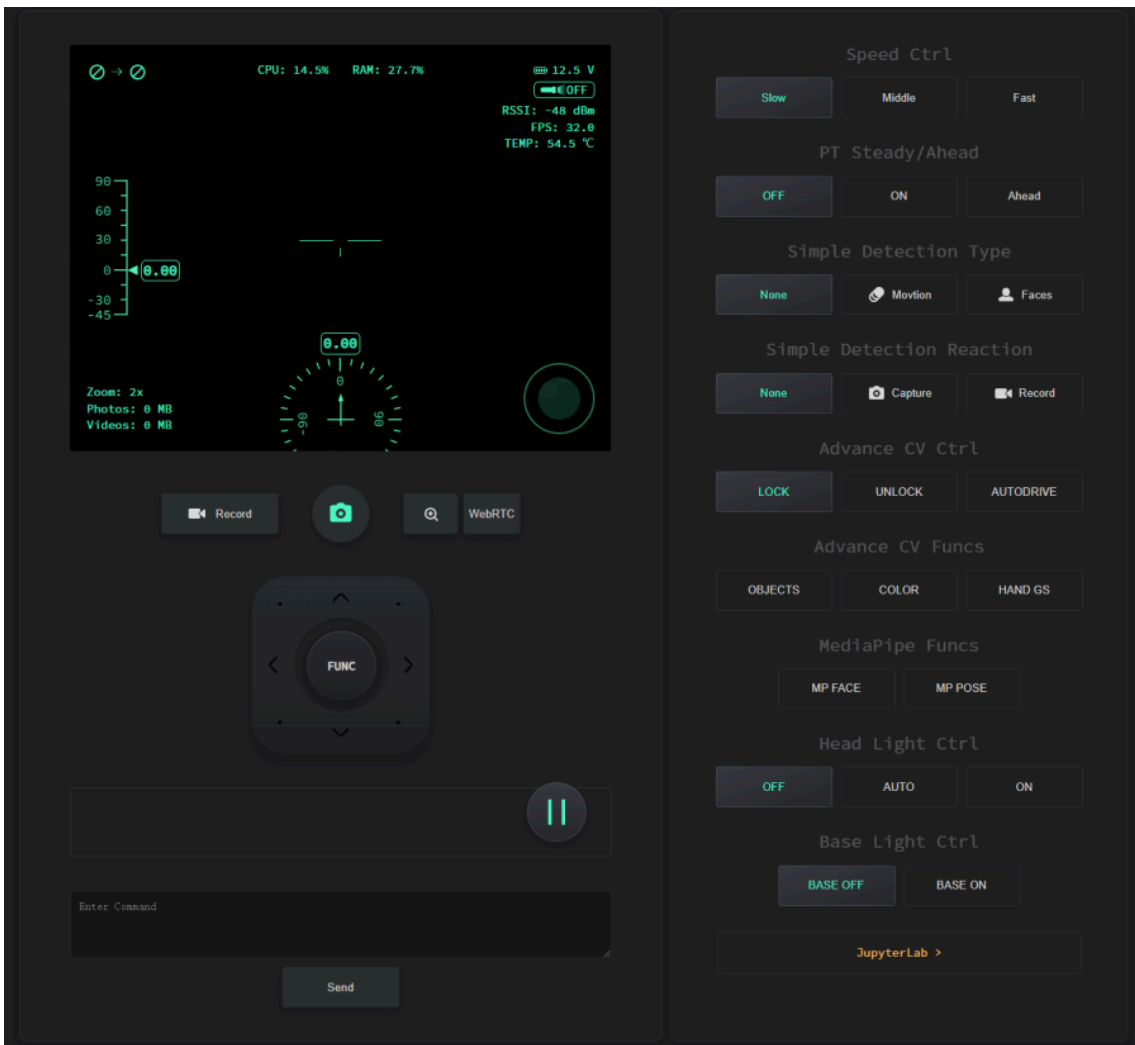 CPU: 14.5% RAM: 27.7%
12.5 V
OFF
RSSI: -48 dBm
FPS: 32.0
TEMP: 54.5 ℃
90
60
30
0
0.00
-30
-45
0.00
0
-90
90
Zoom: 2x
Photos: 0 MB
Videos: 0 MB
Record
WebRTC
FUNC
Enter Command
Send
Speed Ctrl
Slow Middle Fast
PT Steady/Ahead
OFF ON Ahead
Simple Detection Type
None Movtion Faces
Simple Detection Reaction
None Capture Record
Advance CV Ctrl
LOCK UNLOCK AUTODRIVE
Advance CV Funcs
OBJECTS COLOR HAND GS
MediaPipe Funcs
MP FACE MP POSE
Head Light Ctrl
OFF AUTO ON
Base Light Ctrl
BASE OFF BASE ON
JupyterLab >